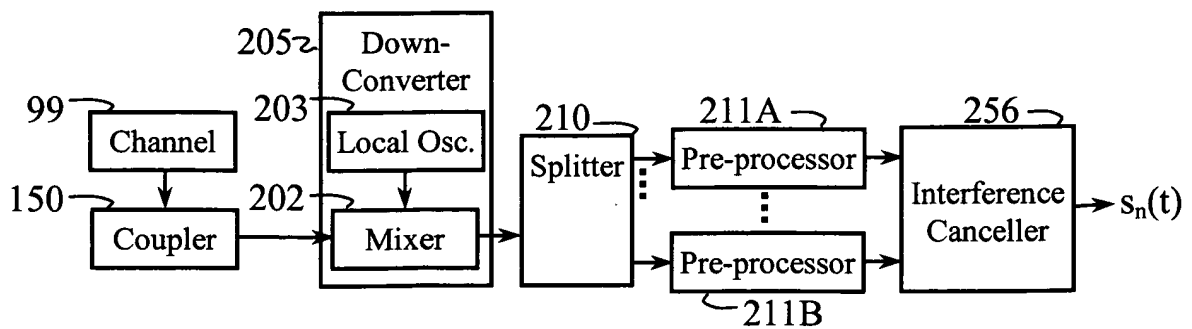 205
Down-
Converter
99
203
210
211A
256
Channel
Local Osc.
Splitter
Pre-processor
150
202
Interference
Canceller
sn(t)
Coupler
Mixer
Pre-processor
211B